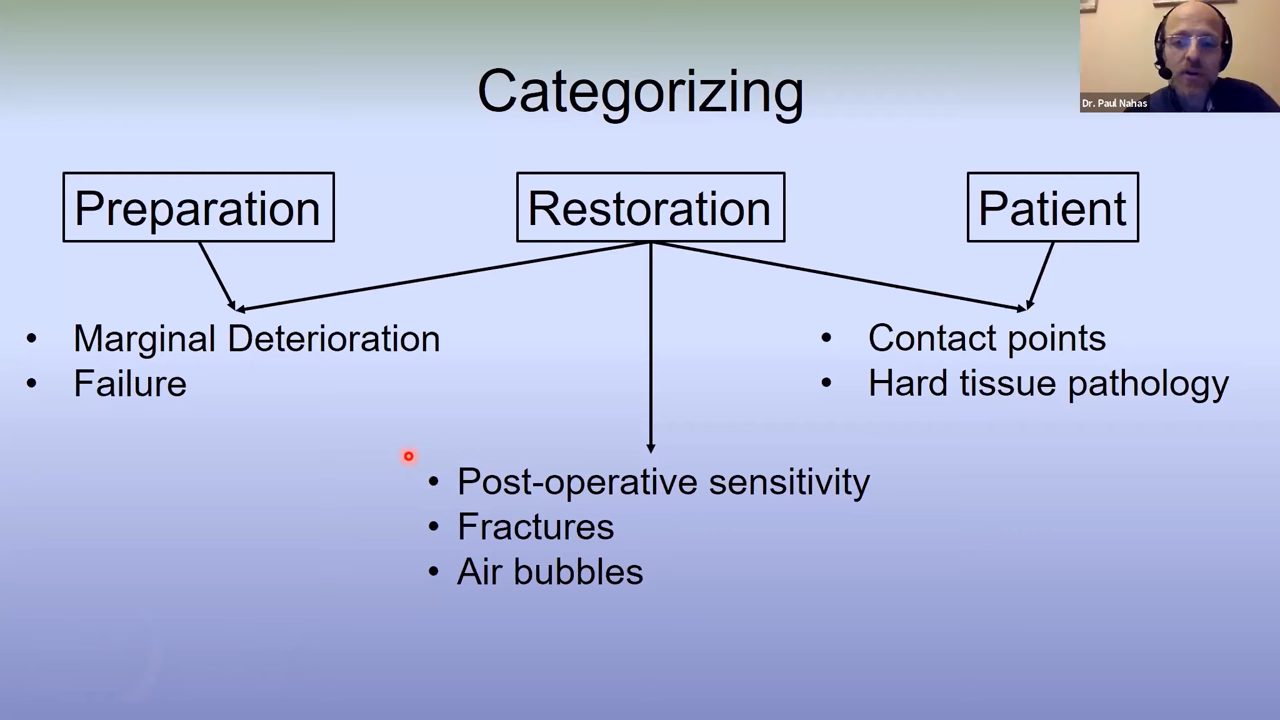 Dr. Paul Nahas
Categorizing
Preparation
Restoration
Patient
• Marginal Deterioration
• Failure
• Contact points
• Hard tissue pathology
• Post-operative sensitivity
• Fractures
• Air bubbles